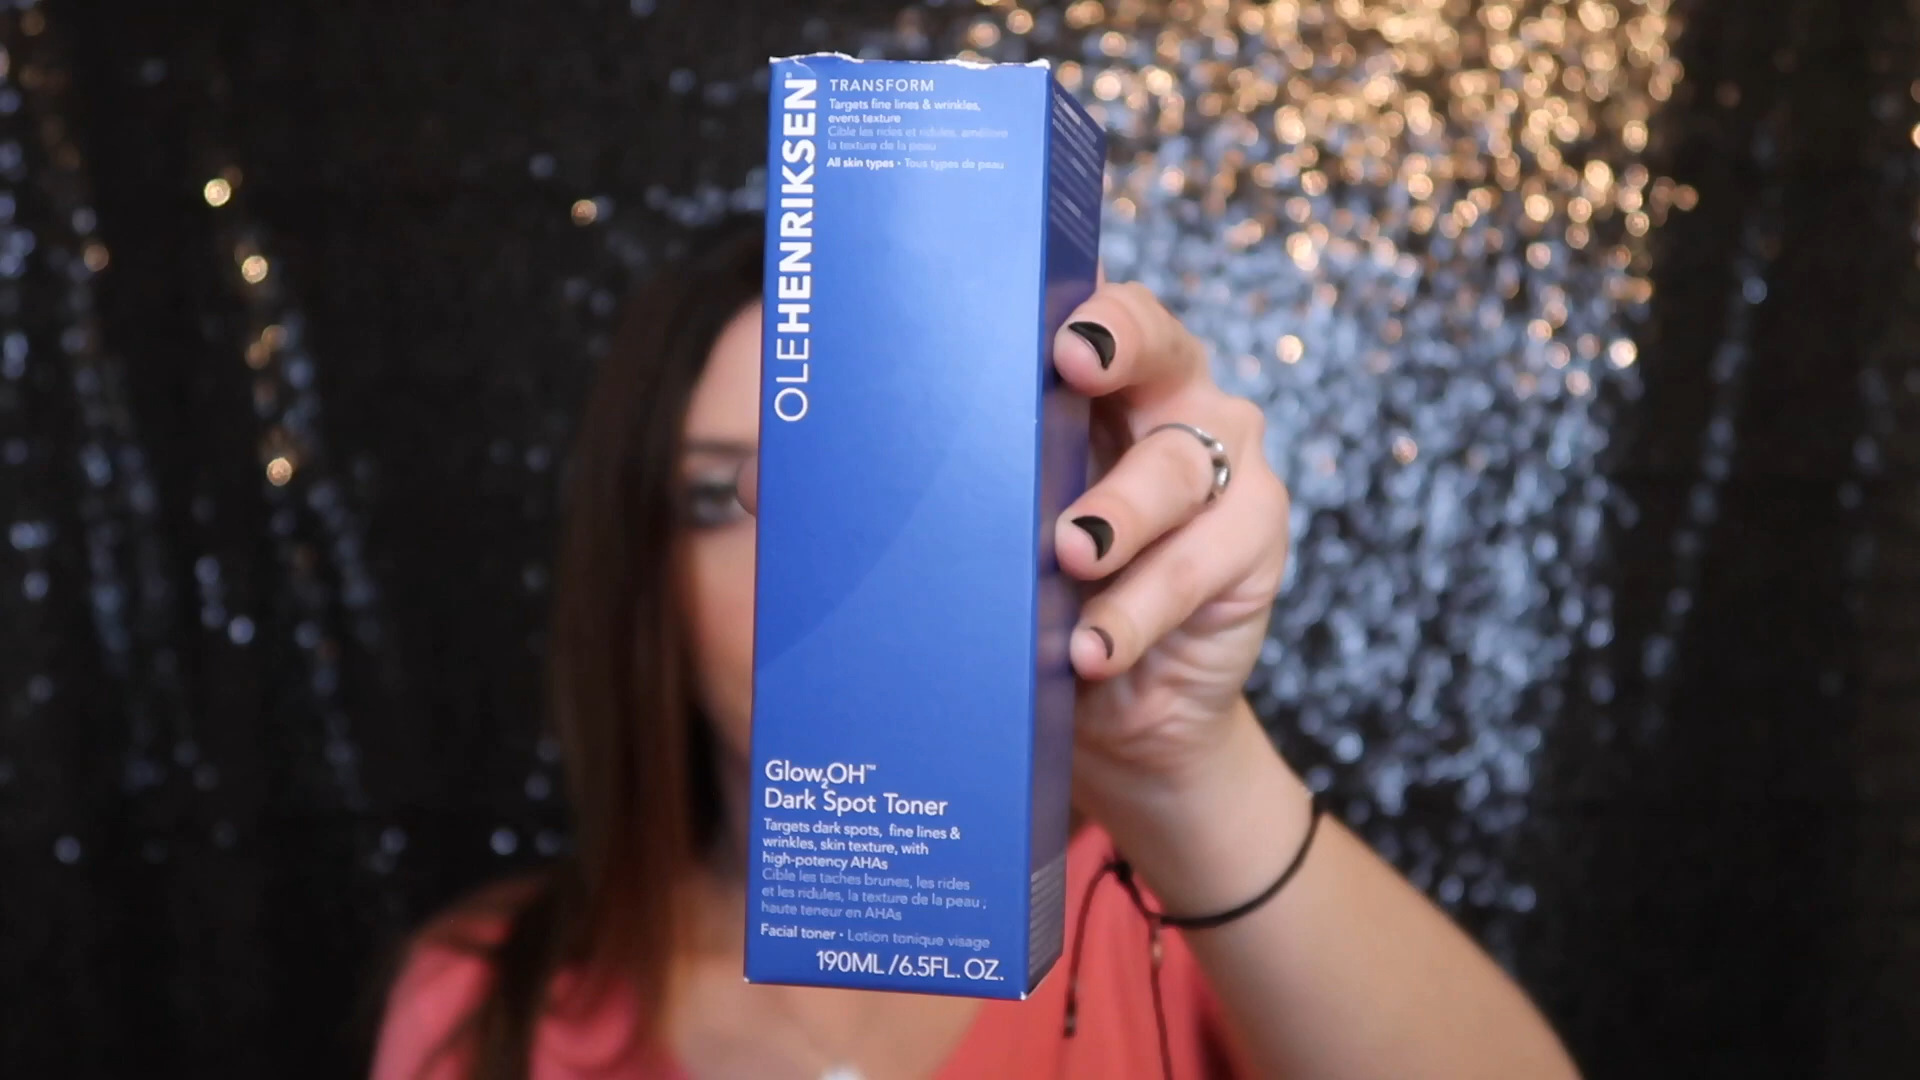 OLEHENRIKSEN®
TRANSFORM
Targets fine lines & wrinkles,
evens texture
Cible les rides et ridules, améliore
la texture de la peau
All skin types • Tous types de peau
Glow₂OH™
Dark Spot Toner
Targets dark spots, fine lines &
wrinkles, skin texture, with
high-potency AHAs
Cible les taches brunes, les rides
et les ridules, la texture de la peau ;
haute teneur en AHAs
Facial toner • Lotion tonique visage
190ML/6.5FL. OZ.